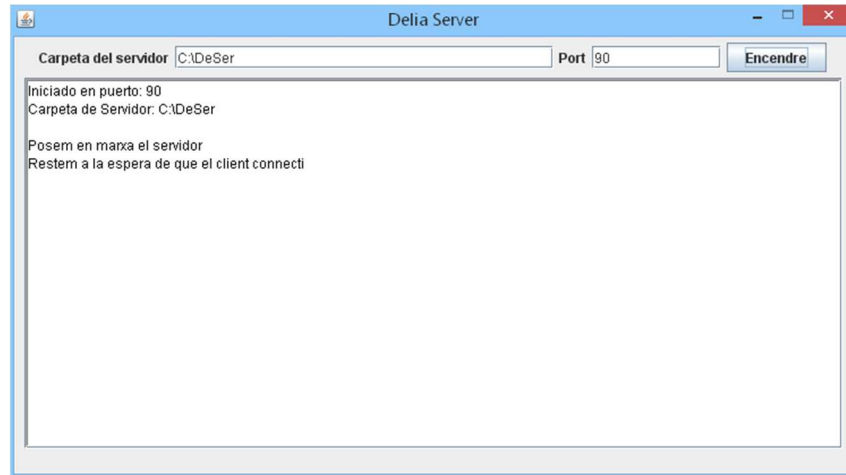 Delia Server
Carpeta del servidor C:\DeSer Port 90 Encendre
Iniciado en puerto: 90
Carpeta de Servidor: C:\DeSer
Posem en marxa el servidor
Restem a la espera de que el client connecti